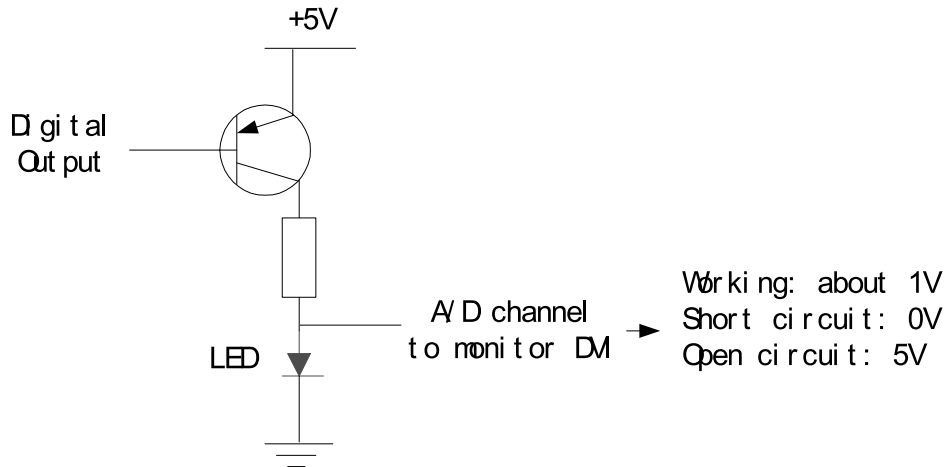 +5V
Digital
Output
A/D channel
to monitor DM
Working: about 1V
Short circuit: 0V
Open circuit: 5V
LED